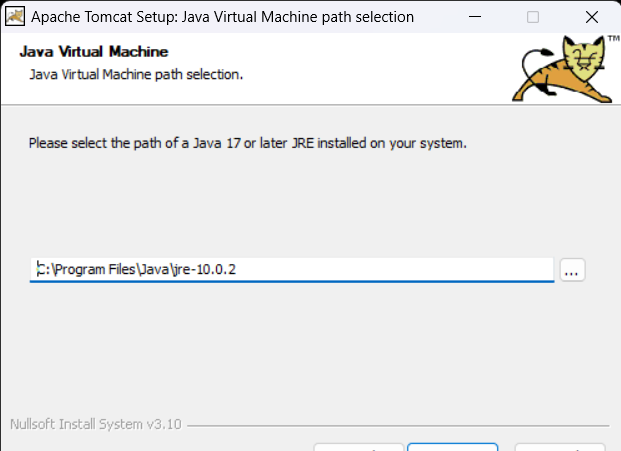 Apache Tomcat Setup: Java Virtual Machine path selection
TM
Java Virtual Machine
Java Virtual Machine path selection.
Please select the path of a Java 17 or later JRE installed on your system.
C:\Program Files\Java\jre-10.0.2
...
Nullsoft Install System v3.10